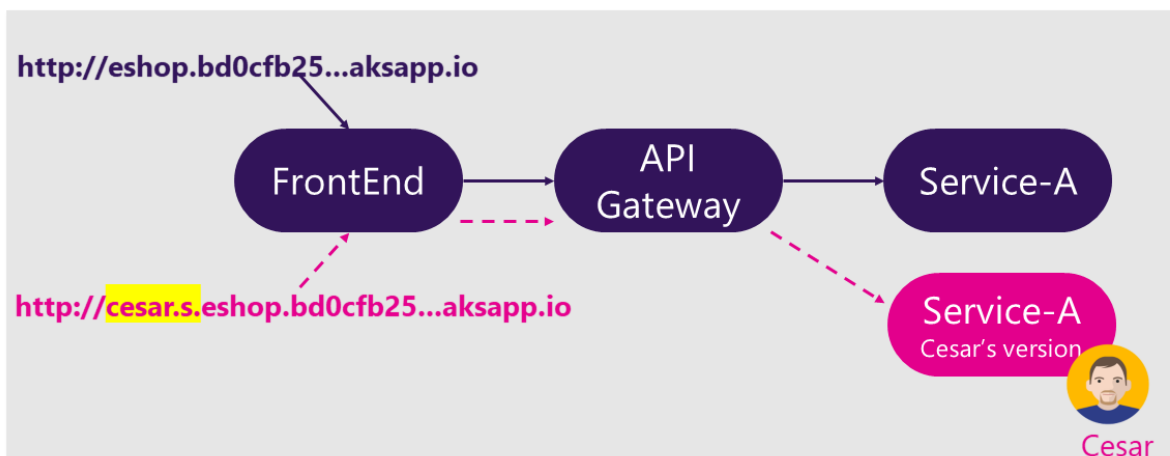 http://eshop.bd0cfb25...aksapp.io
FrontEnd
API
Gateway
Service-A
http://cesar.s.eshop.bd0cfb25...aksapp.io
Service-A
Cesar's version
Cesar